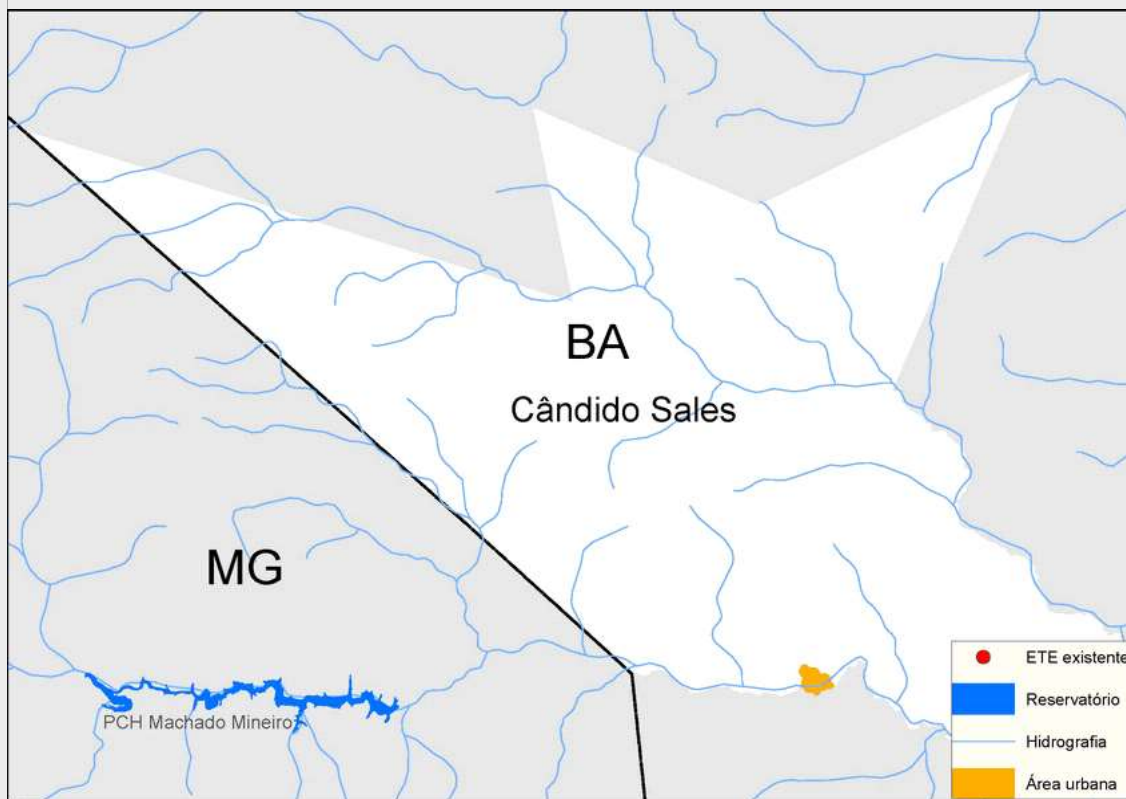 BA
Cândido Sales
MG
PCH Machado Mineiro
ETE existente
Reservatório
Hidrografia
Área urbana